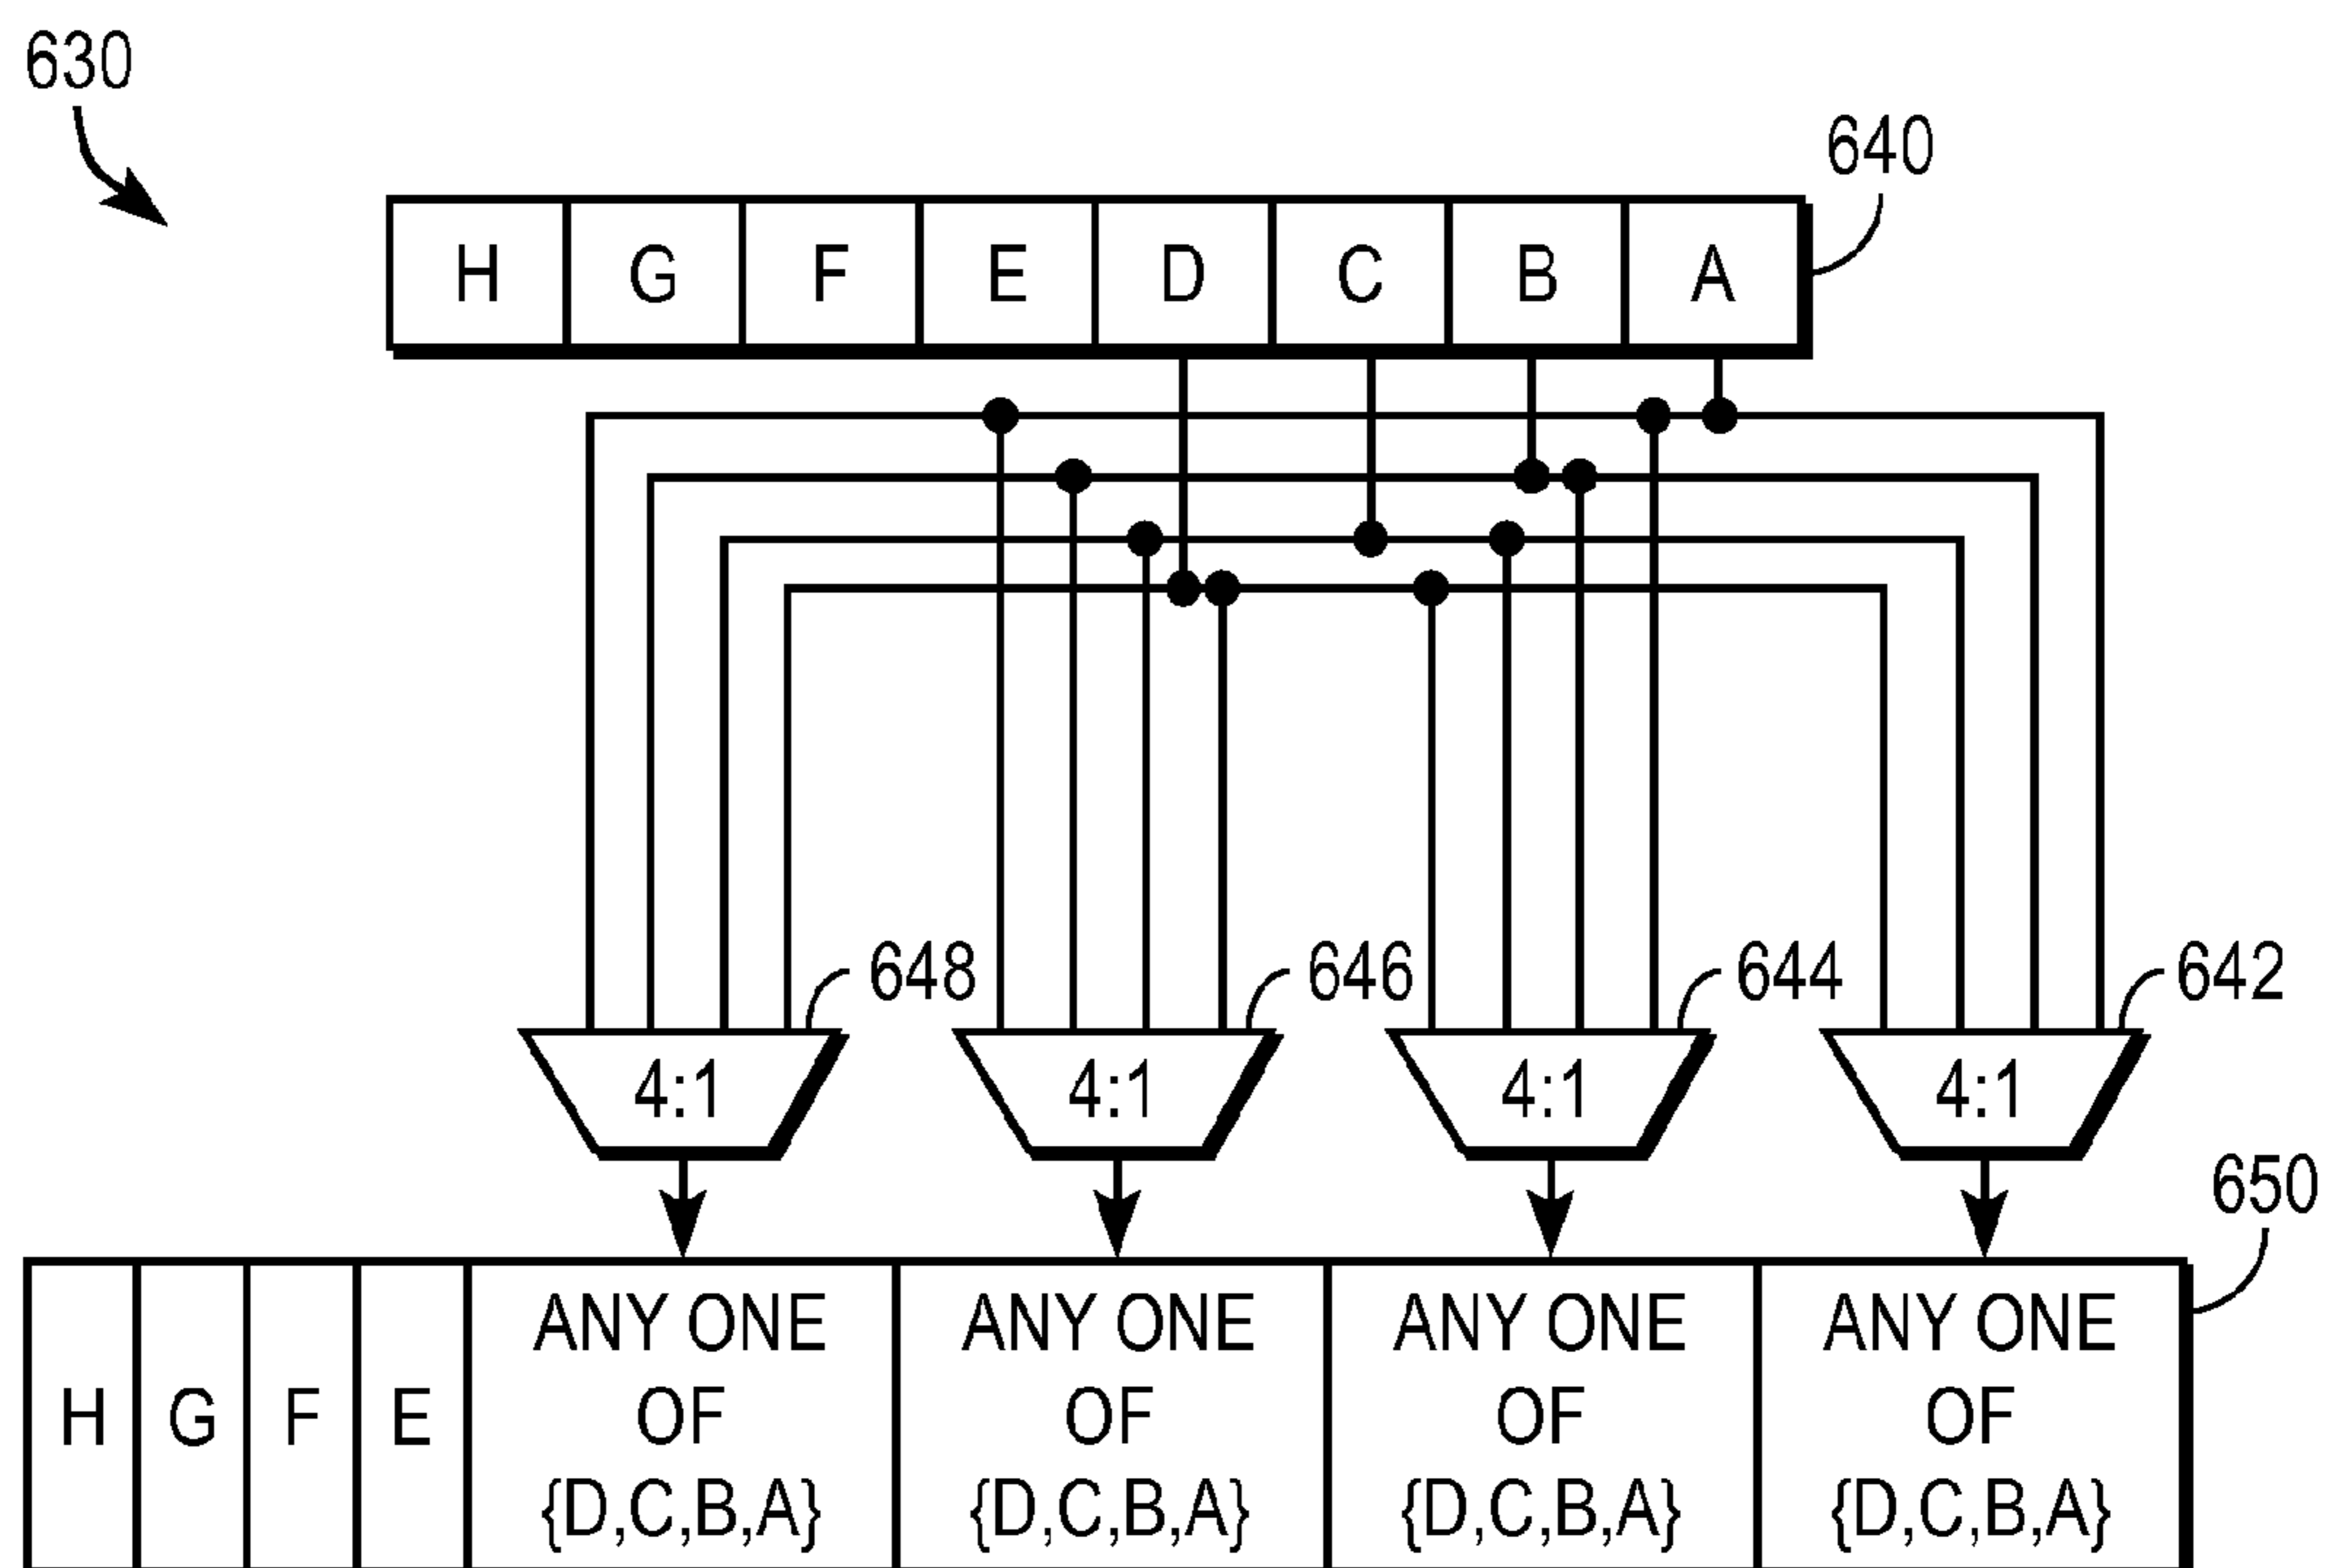 630
640
H G F E D C B A
648 646 644 642
4:1 4:1 4:1 4:1
650
ANY ONE ANY ONE ANY ONE ANY ONE
H G F E OF OF OF OF
{D,C,B,A} {D,C,B,A} {D,C,B,A} {D,C,B,A}